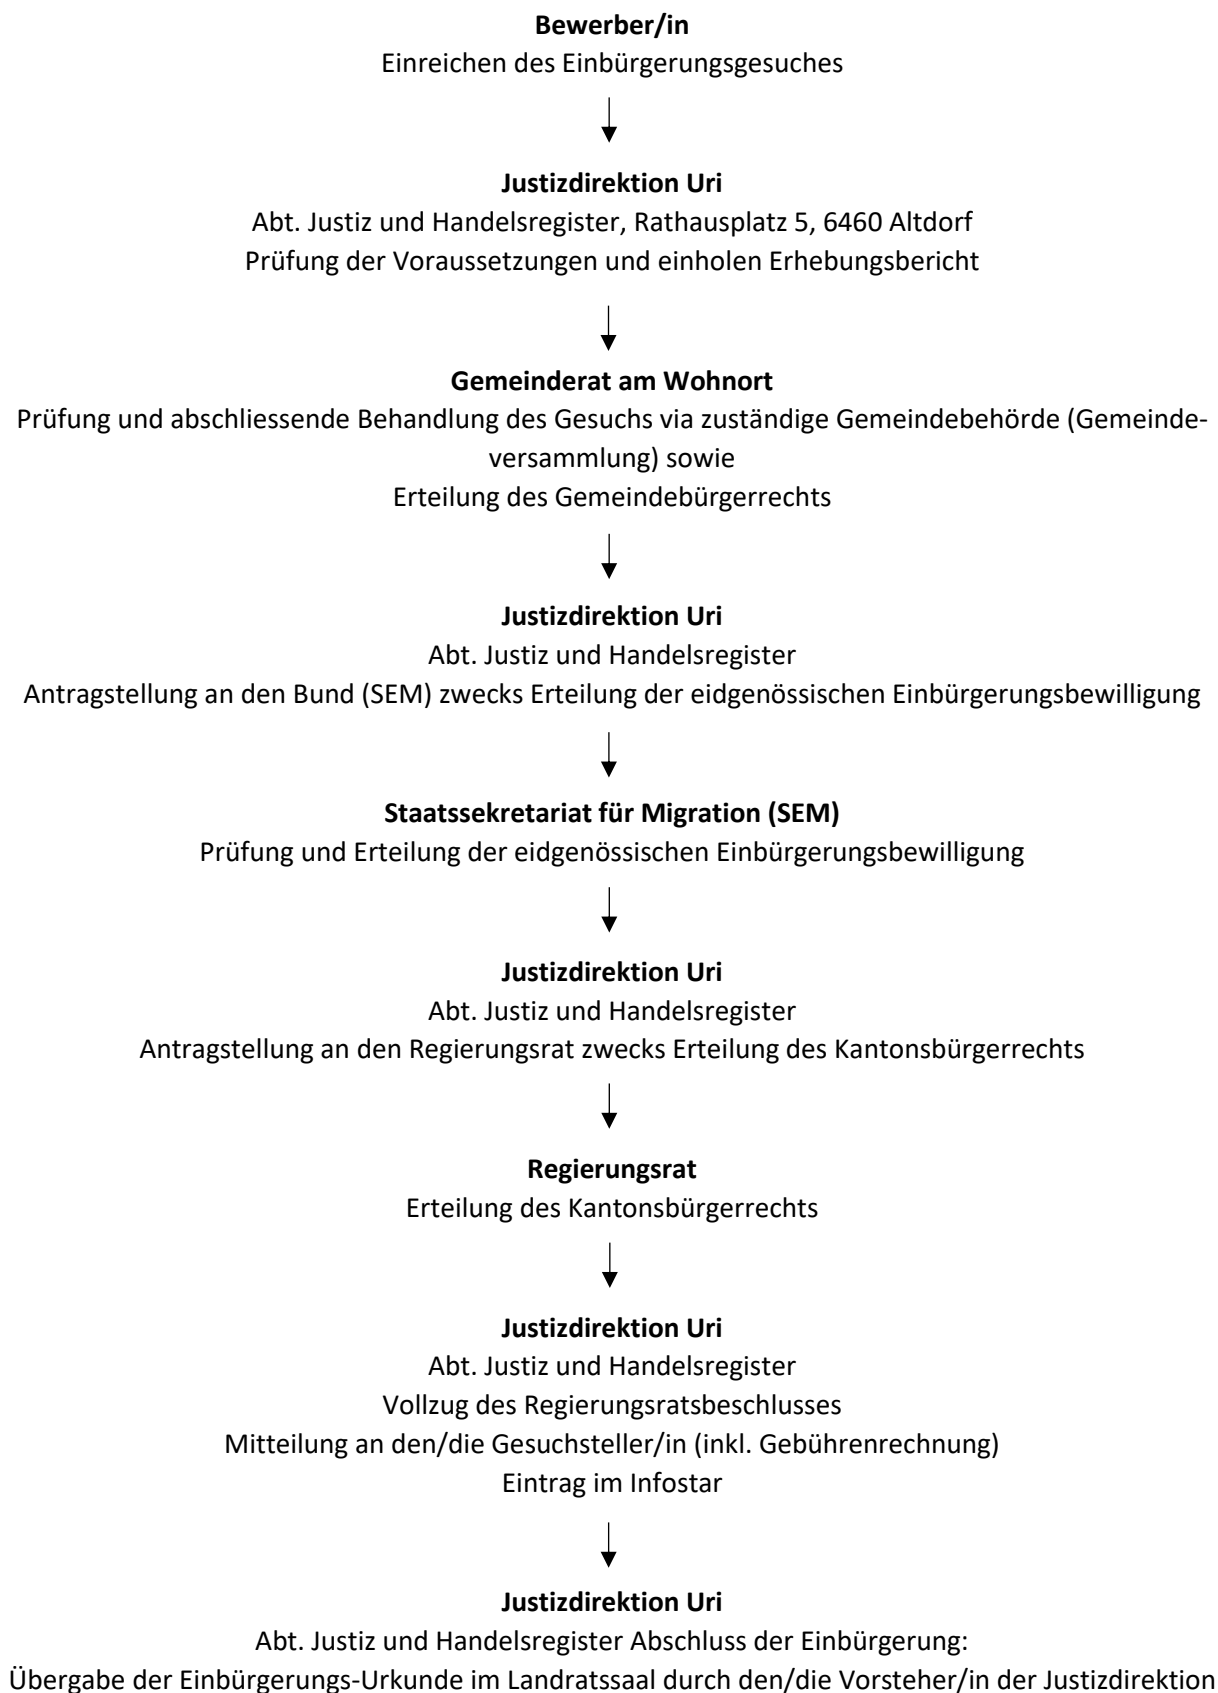 Bewerber/in
Einreichen des Einbürgerungsgesuches
Justizdirektion Uri
Abt. Justiz und Handelsregister, Rathausplatz 5, 6460 Altdorf
Prüfung der Voraussetzungen und einholen Erhebungsbericht
Gemeinderat am Wohnort
Prüfung und abschliessende Behandlung des Gesuchs via zuständige Gemeindebehörde (Gemeinde-
versammlung) sowie
Erteilung des Gemeindebürgerrechts
Justizdirektion Uri
Abt. Justiz und Handelsregister
Antragstellung an den Bund (SEM) zwecks Erteilung der eidgenössischen Einbürgerungsbewilligung
Staatssekretariat für Migration (SEM)
Prüfung und Erteilung der eidgenössischen Einbürgerungsbewilligung
Justizdirektion Uri
Abt. Justiz und Handelsregister
Antragstellung an den Regierungsrat zwecks Erteilung des Kantonsbürgerrechts
Regierungsrat
Erteilung des Kantonsbürgerrechts
Justizdirektion Uri
Abt. Justiz und Handelsregister
Vollzug des Regierungsratsbeschlusses
Mitteilung an den/die Gesuchsteller/in (inkl. Gebührenrechnung)
Eintrag im Infostar
Justizdirektion Uri
Abt. Justiz und Handelsregister Abschluss der Einbürgerung:
Übergabe der Einbürgerungs-Urkunde im Landratssaal durch den/die Vorsteher/in der Justizdirektion